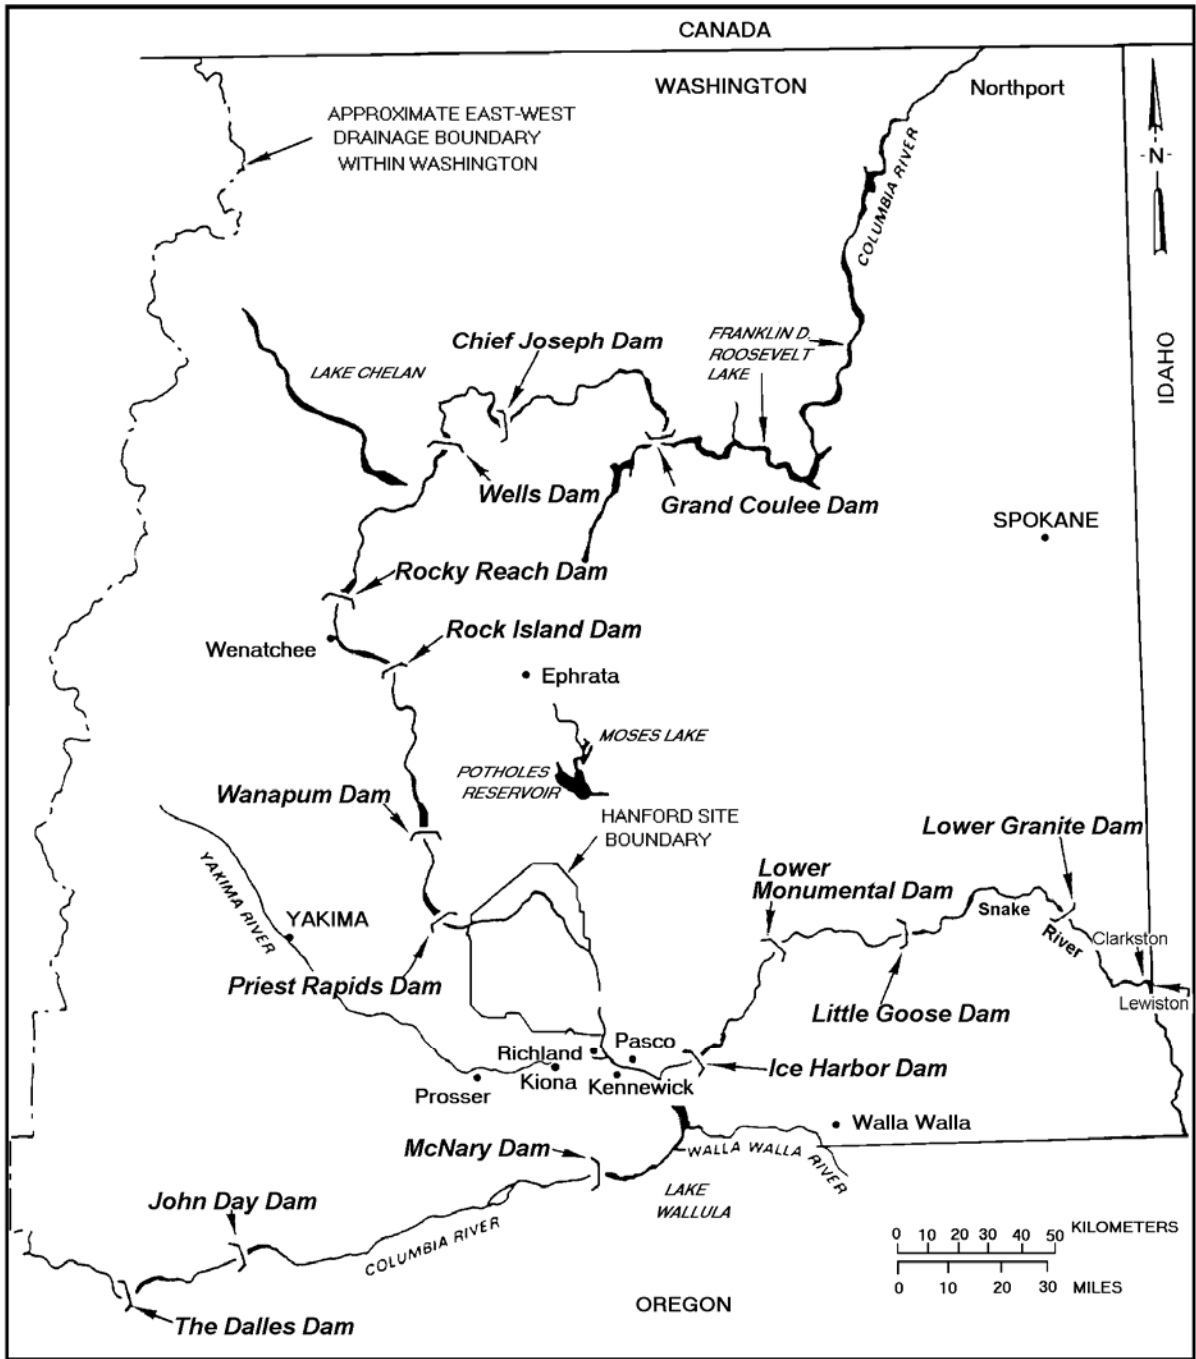 CANADA
WASHINGTON
Northport
APPROXIMATE EAST-WEST
DRAINAGE BOUNDARY
WITHIN WASHINGTON
COLUMBIA RIVER
-N-
IDAHO
Chief Joseph Dam
FRANKLIN D.
ROOSEVELT
LAKE
LAKE CHELAN
Wells Dam
Grand Coulee Dam
SPOKANE
Rocky Reach Dam
Rock Island Dam
Wenatchee
Ephrata
MOSES LAKE
POTHOLES
RESERVOIR
Wanapum Dam
HANFORD SITE
BOUNDARY
Lower Granite Dam
Lower
Monumental Dam
YAKIMA RIVER
YAKIMA
Snake
River
Clarkston
Lewiston
Priest Rapids Dam
Little Goose Dam
Richland
Pasco
Ice Harbor Dam
Kiona
Kennewick
Prosser
Walla Walla
McNary Dam
WALLA WALLA RIVER
LAKE
WALLULA
John Day Dam
COLUMBIA RIVER
0 10 20 30 40 50 KILOMETERS
0 10 20 30 MILES
OREGON
The Dalles Dam